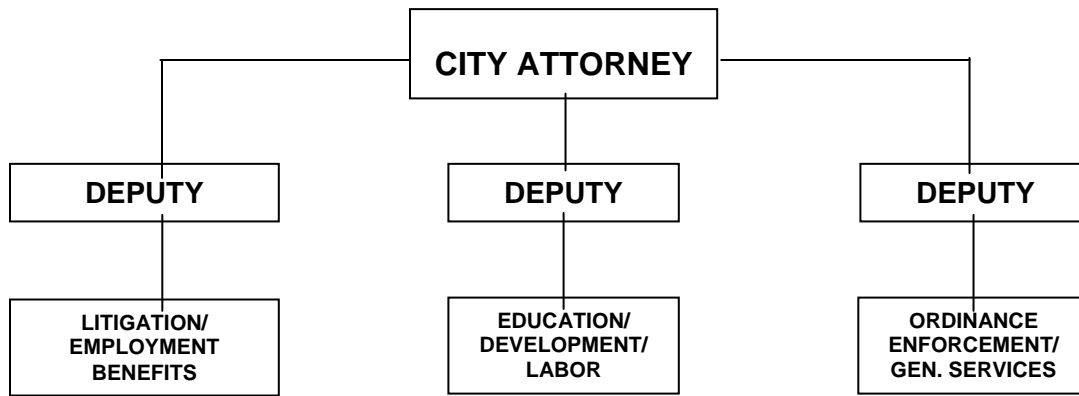 CITY ATTORNEY
DEPUTY
DEPUTY
DEPUTY
LITIGATION/
EMPLOYMENT
BENEFITS
EDUCATION/
DEVELOPMENT/
LABOR
ORDINANCE
ENFORCEMENT/
GEN. SERVICES